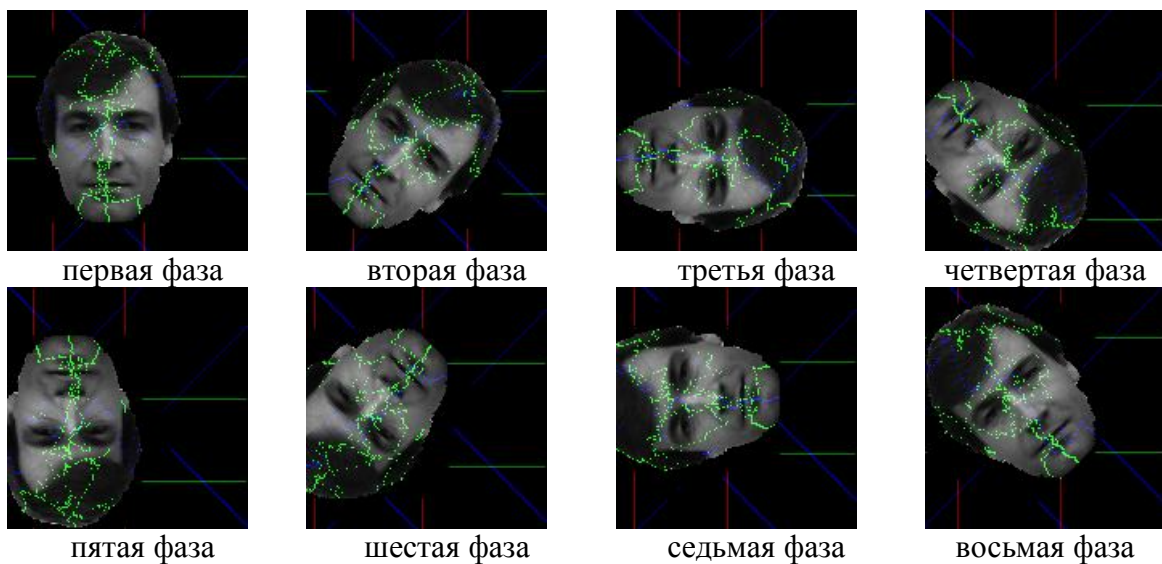 первая фаза вторая фаза третья фаза четвертая фаза
пятая фаза шестая фаза седьмая фаза восьмая фаза